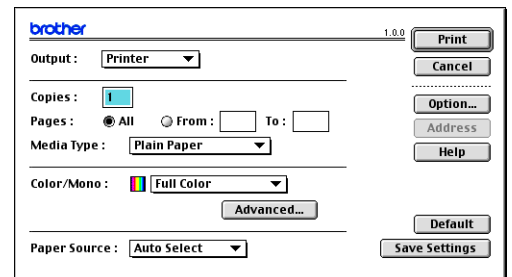 brother
1.0.0
Print
Output : Printer
Cancel
Copies : 1
Option...
Pages : All From : To :
Address
Media Type : Plain Paper
Help
Color/Mono : Full Color
Advanced...
Default
Paper Source : Auto Select
Save Settings